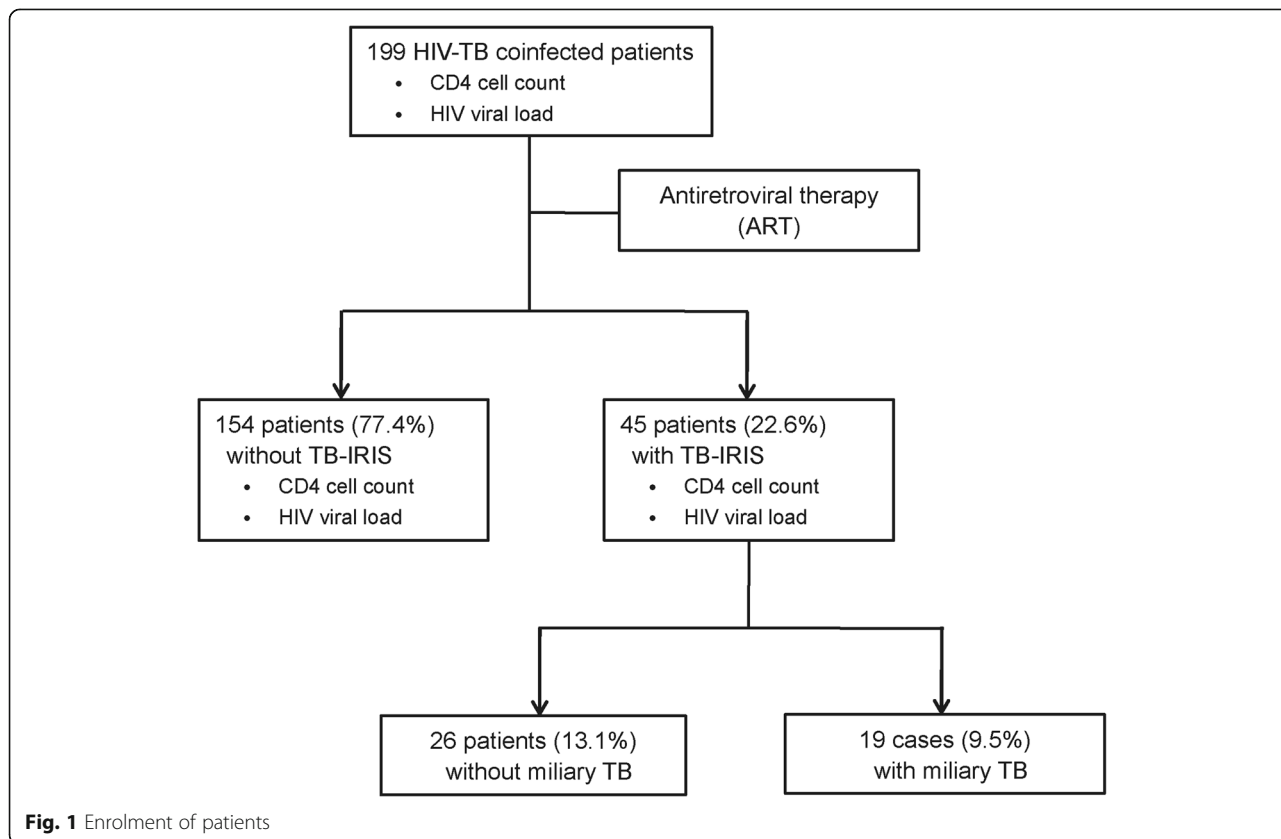 199 HIV-TB coinfected patients
• CD4 cell count
• HIV viral load
Antiretroviral therapy
(ART)
154 patients (77.4%)
without TB-IRIS
• CD4 cell count
• HIV viral load
45 patients (22.6%)
with TB-IRIS
• CD4 cell count
• HIV viral load
26 patients (13.1%)
without miliary TB
19 cases (9.5%)
with miliary TB
Fig. 1 Enrolment of patients